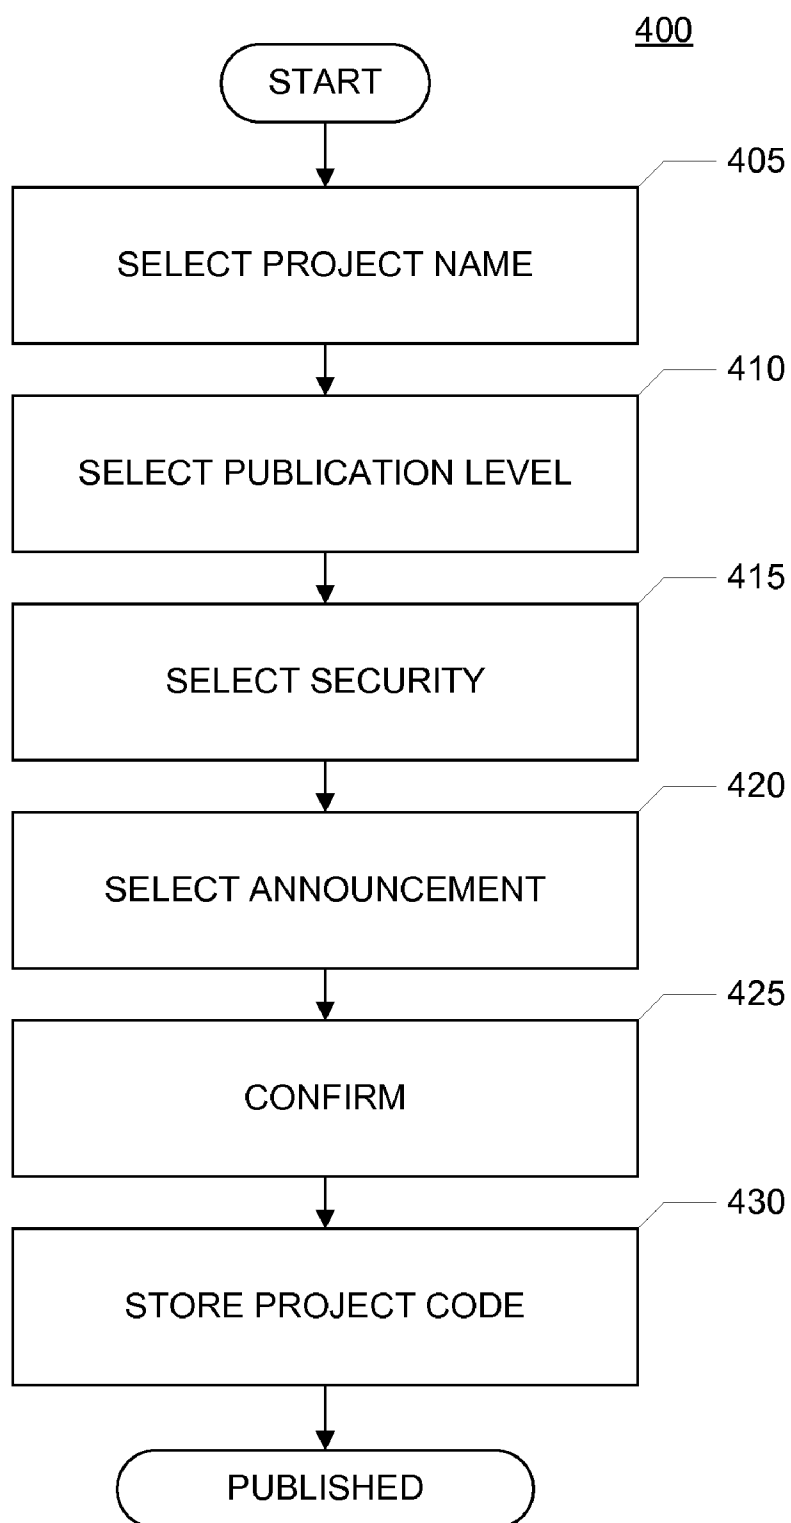 400
START
405
SELECT PROJECT NAME
410
SELECT PUBLICATION LEVEL
415
SELECT SECURITY
420
SELECT ANNOUNCEMENT
425
CONFIRM
430
STORE PROJECT CODE
PUBLISHED